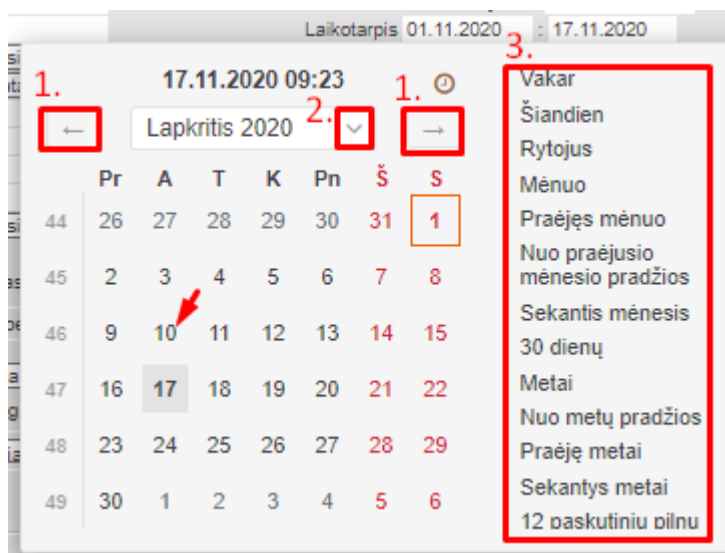 Laikotarpis 01.11.2020 : 17.11.2020
3.
1. 17.11.2020 09:23 1.
← Lapkritis 2020 2. →
Pr A T K Pn Š S
44 26 27 28 29 30 31 1
45 2 3 4 5 6 7 8
46 9 10 11 12 13 14 15
47 16 17 18 19 20 21 22
48 23 24 25 26 27 28 29
49 30 1 2 3 4 5 6
Vakar
Šiandien
Rytojus
Mėnuo
Praėjęs mėnuo
Nuo praėjusio
mėnesio pradžios
Sekantis mėnesis
30 dienų
Metai
Nuo metų pradžios
Praėję metai
Sekantys metai
12 paskutinių pilnų